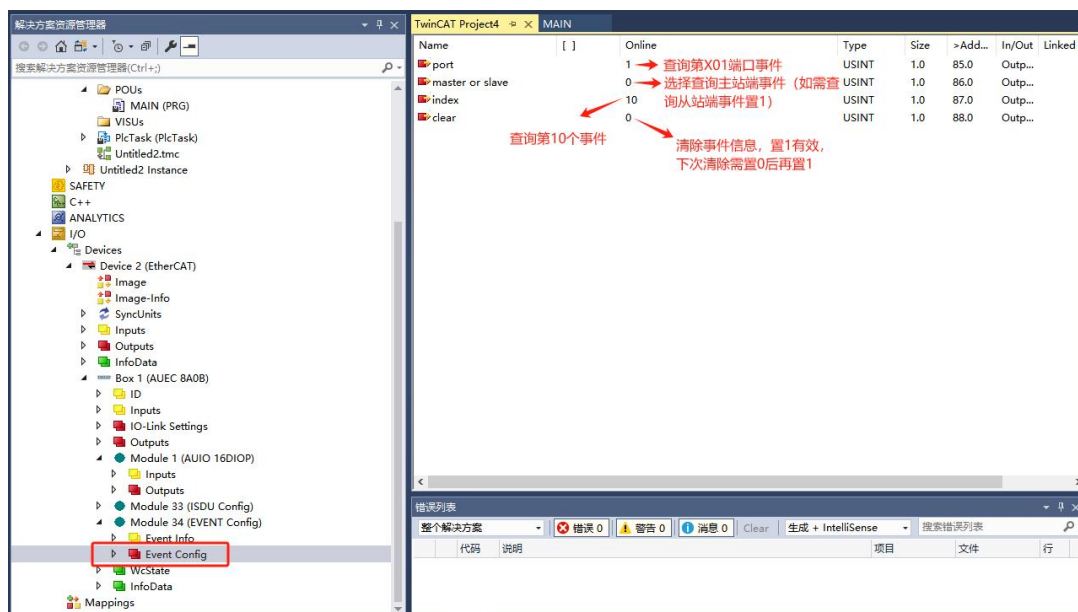 解决方案资源管理器
搜索解决方案资源管理器(Ctrl+;)
POUs
MAIN (PRG)
VISUs
PlcTask (PlcTask)
Untitled2.tmc
Untitled2 Instance
SAFETY
C++
ANALYTICS
I/O
Devices
Device 2 (EtherCAT)
Image
Image-Info
SyncUnits
Inputs
Outputs
InfoData
Box 1 (AUEC 8A0B)
ID
Inputs
IO-Link Settings
Outputs
Module 1 (AUIO 16DIOP)
Inputs
Outputs
Module 33 (ISDU Config)
Module 34 (EVENT Config)
Event Info
Event Config
WcState
InfoData
Mappings
TwinCAT Project4 MAIN
Name [ ] Online Type Size >Add... In/Out Linked
port 1 USINT 1.0 85.0 Outp...
查询第X01端口事件
master or slave 0 USINT 1.0 86.0 Outp...
选择查询主站端事件（如需查
询从站端事件置1）
index 10 USINT 1.0 87.0 Outp...
查询第10个事件
clear 0 USINT 1.0 88.0 Outp...
清除事件信息，置1有效，
下次清除需置0后再置1
错误列表
整个解决方案 错误 0 警告 0 消息 0 Clear 生成 + IntelliSense 搜索错误列表
代码 说明 项目 文件 行